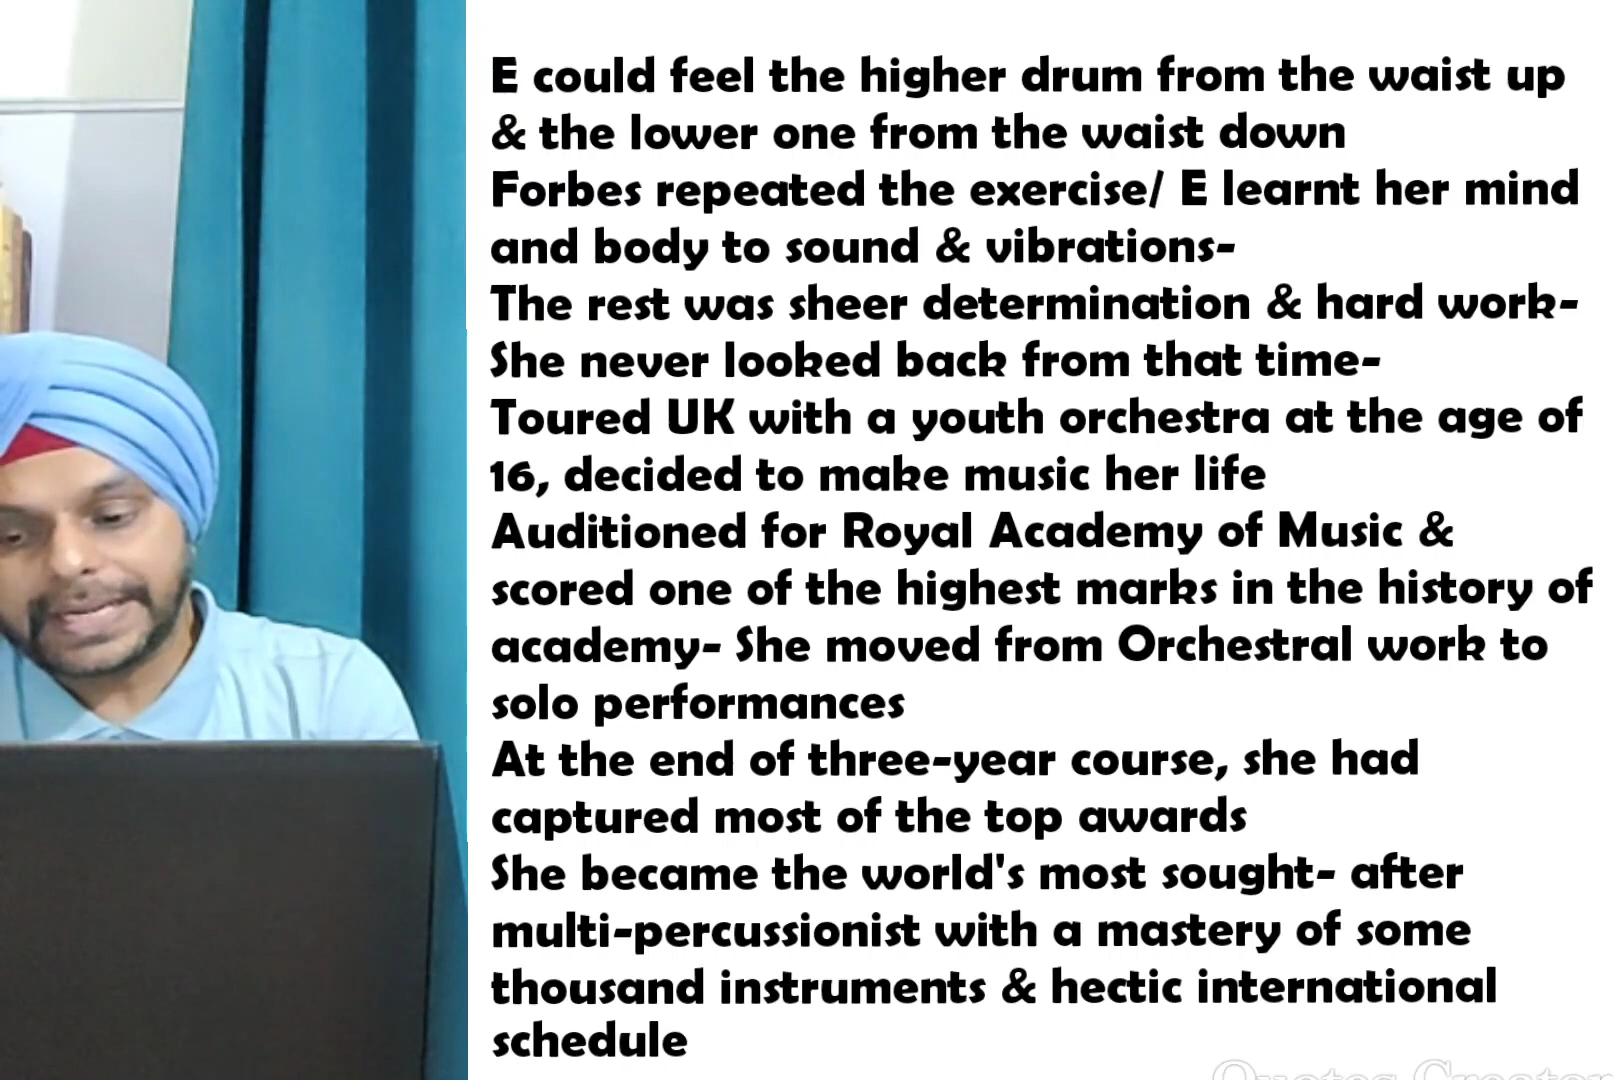 E could feel the higher drum from the waist up
& the lower one from the waist down
Forbes repeated the exercise/ E learnt her mind
and body to sound & vibrations-
The rest was sheer determination & hard work-
She never looked back from that time-
Toured UK with a youth orchestra at the age of
16, decided to make music her life
Auditioned for Royal Academy of Music &
scored one of the highest marks in the history of
academy- She moved from Orchestral work to
solo performances
At the end of three-year course, she had
captured most of the top awards
She became the world's most sought- after
multi-percussionist with a mastery of some
thousand instruments & hectic international
schedule